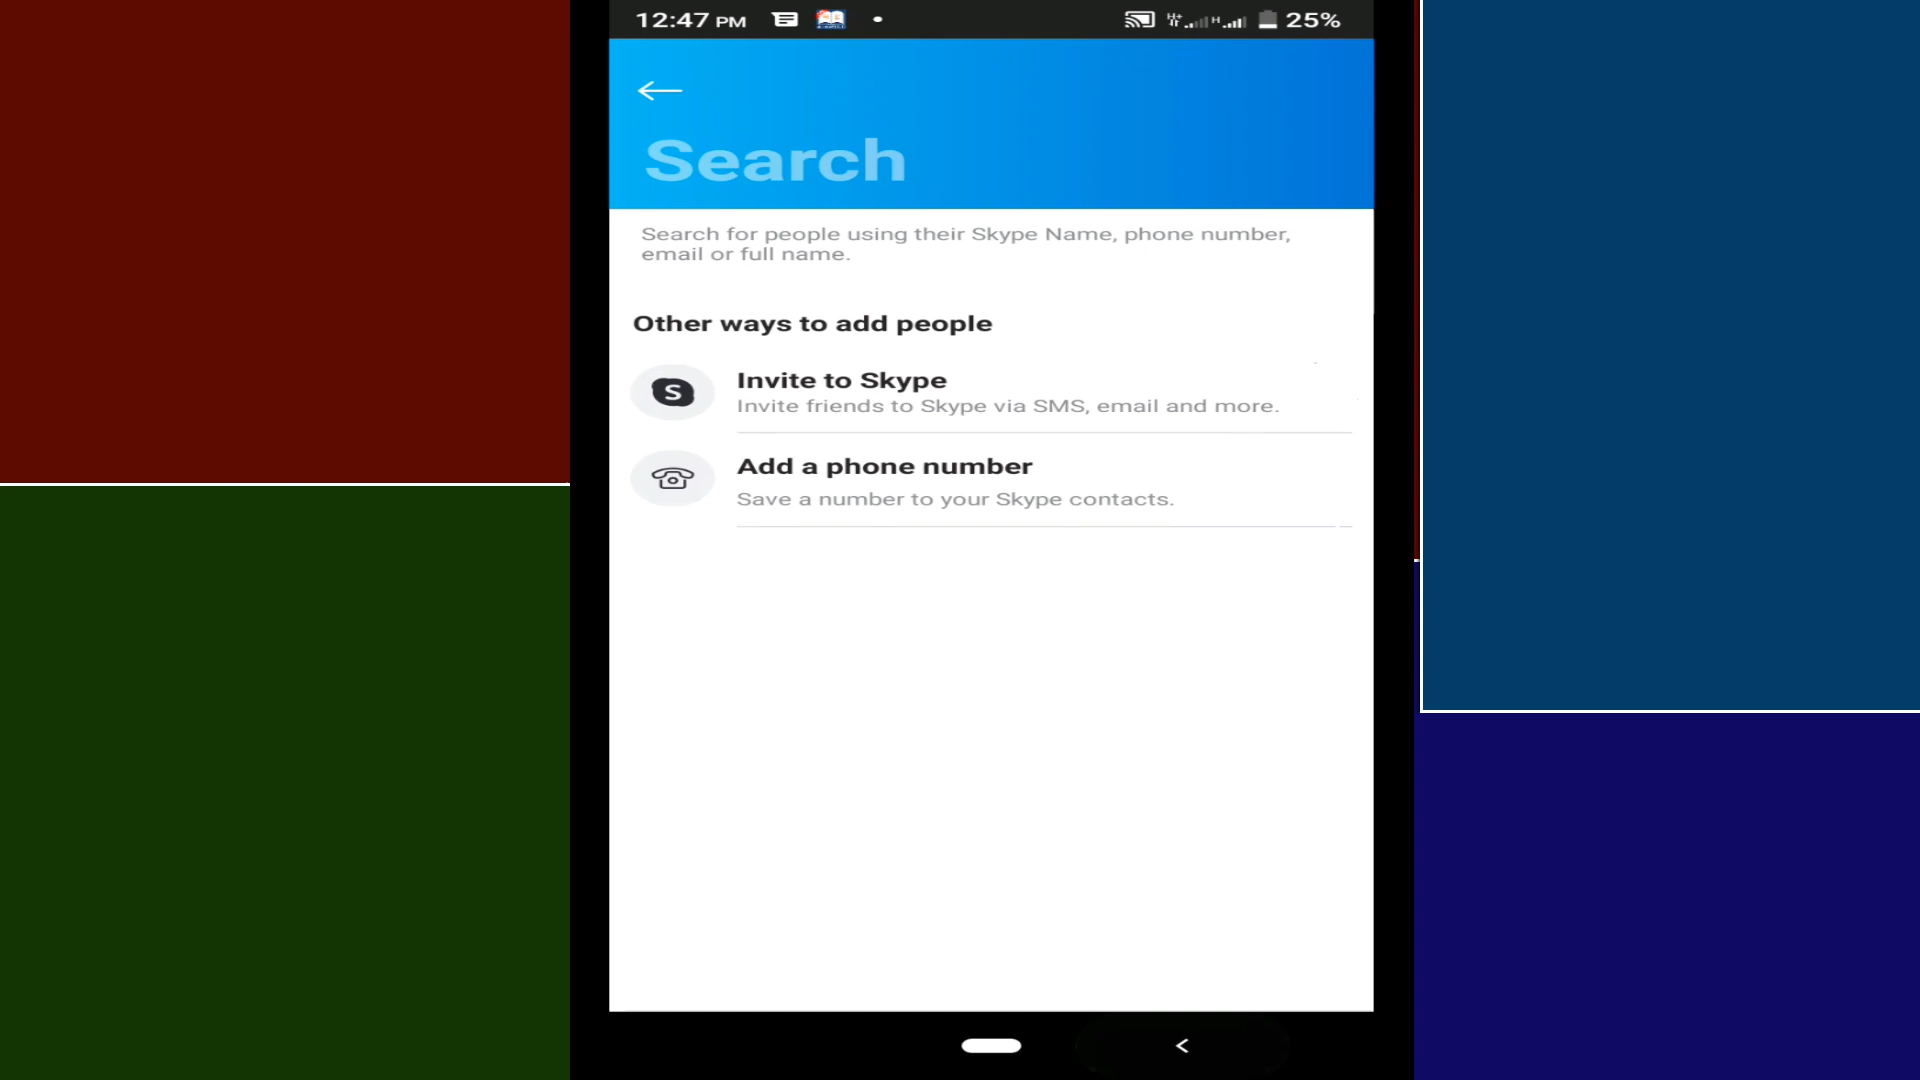 12:47 PM 25%
Search
Search for people using their Skype Name, phone number,
email or full name.
Other ways to add people
Invite to Skype
Invite friends to Skype via SMS, email and more.
Add a phone number
Save a number to your Skype contacts.